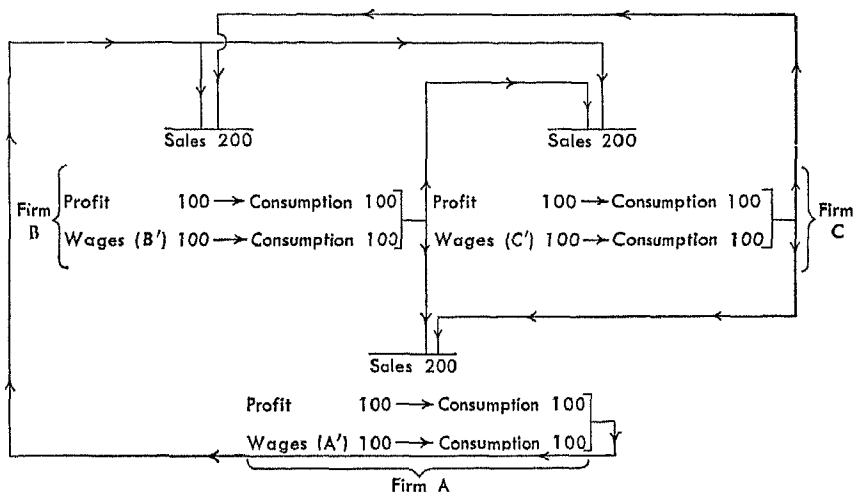 Sales 200
Sales 200
Firm B
Profit 100 → Consumption 100
Wages (B′) 100 → Consumption 100
Profit 100 → Consumption 100
Wages (C′) 100 → Consumption 100
Firm C
Sales 200
Profit 100 → Consumption 100
Wages (A′) 100 → Consumption 100
Firm A